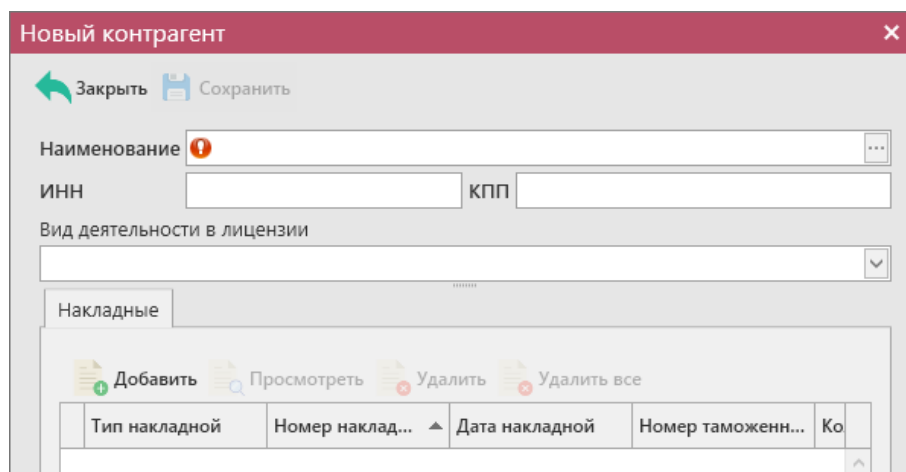 Новый контрагент
Закрыть Сохранить
Наименование
ИНН КПП
Вид деятельности в лицензии
Накладные
Добавить Просмотреть Удалить Удалить все
Тип накладной Номер наклад... Дата накладной Номер таможенн... Ко